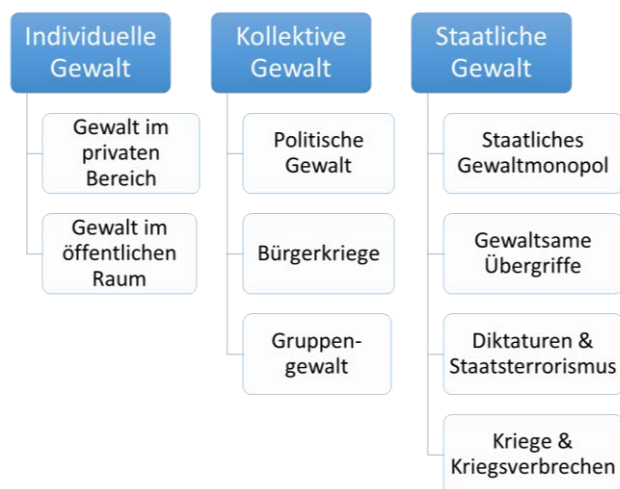 Individuelle
Gewalt
Gewalt im
privaten
Bereich
Gewalt im
öffentlichen
Raum
Kollektive
Gewalt
Politische
Gewalt
Bürgerkriege
Gruppen-
gewalt
Staatliche
Gewalt
Staatliches
Gewaltmonopol
Gewaltsame
Übergriffe
Diktaturen &
Staatsterrorismus
Kriege &
Kriegsverbrechen